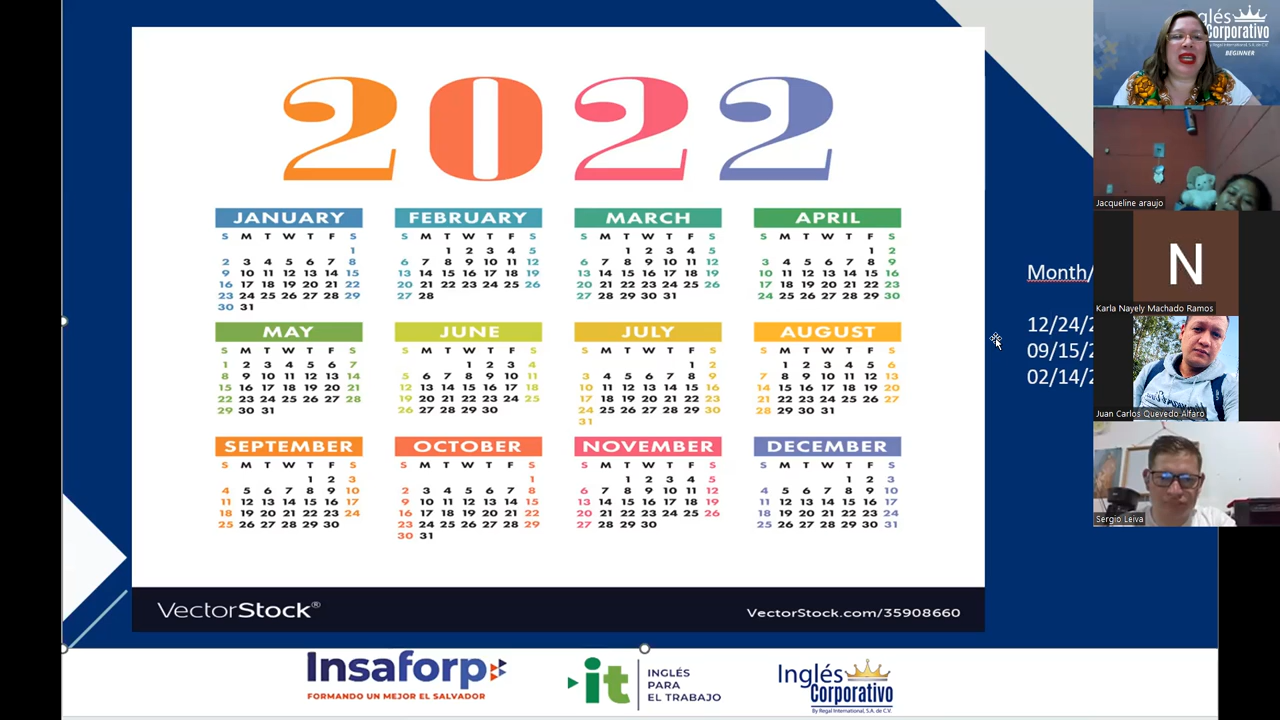 2022
JANUARY
S M T W T F S
1
2 3 4 5 6 7 8
9 10 11 12 13 14 15
16 17 18 19 20 21 22
23 24 25 26 27 28 29
30 31
FEBRUARY
S M T W T F S
1 2 3 4 5
6 7 8 9 10 11 12
13 14 15 16 17 18 19
20 21 22 23 24 25 26
27 28
MARCH
S M T W T F S
1 2 3 4 5
6 7 8 9 10 11 12
13 14 15 16 17 18 19
20 21 22 23 24 25 26
27 28 29 30 31
APRIL
S M T W T F S
1 2
3 4 5 6 7 8 9
10 11 12 13 14 15 16
17 18 19 20 21 22 23
24 25 26 27 28 29 30
MAY
S M T W T F S
1 2 3 4 5 6 7
8 9 10 11 12 13 14
15 16 17 18 19 20 21
22 23 24 25 26 27 28
29 30 31
JUNE
S M T W T F S
1 2 3 4
5 6 7 8 9 10 11
12 13 14 15 16 17 18
19 20 21 22 23 24 25
26 27 28 29 30
JULY
S M T W T F S
1 2
3 4 5 6 7 8 9
10 11 12 13 14 15 16
17 18 19 20 21 22 23
24 25 26 27 28 29 30
31
AUGUST
S M T W T F S
1 2 3 4 5 6
7 8 9 10 11 12 13
14 15 16 17 18 19 20
21 22 23 24 25 26 27
28 29 30 31
SEPTEMBER
S M T W T F S
1 2 3
4 5 6 7 8 9 10
11 12 13 14 15 16 17
18 19 20 21 22 23 24
25 26 27 28 29 30
OCTOBER
S M T W T F S
1
2 3 4 5 6 7 8
9 10 11 12 13 14 15
16 17 18 19 20 21 22
23 24 25 26 27 28 29
30 31
NOVEMBER
S M T W T F S
1 2 3 4 5
6 7 8 9 10 11 12
13 14 15 16 17 18 19
20 21 22 23 24 25 26
27 28 29 30
DECEMBER
S M T W T F S
1 2 3
4 5 6 7 8 9 10
11 12 13 14 15 16 17
18 19 20 21 22 23 24
25 26 27 28 29 30 31
VectorStock®
VectorStock.com/35908660
Month/
12/24/2
09/15/2
02/14/2
glés
Corporativo
BEGINNER
Jacqueline araujo
N
Karla Nayely Machado Ramos
Juan Carlos Quevedo Alfaro
Sergio Leiva
Insaforp
FORMANDO UN MEJOR EL SALVADOR
it
INGLÉS
PARA
EL TRABAJO
Inglés
Corporativo
By Regal International, S.A. de C.V.